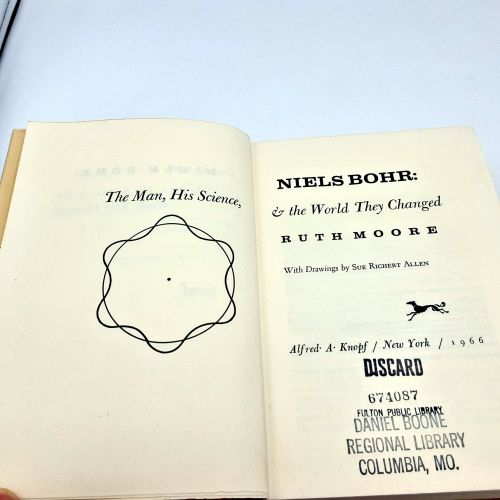 The Man, His Science,
NIELS BOHR:
& the World They Changed
RUTH MOORE
With Drawings by SUE RICHERT ALLEN
Alfred · A · Knopf / New York / 1966
DISCARD
674087
FULTON PUBLIC LIBRARY
DANIEL BOONE
REGIONAL LIBRARY
COLUMBIA, MO.